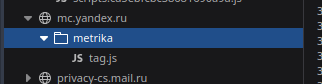 mc.yandex.ru
metrika
tag.js
privacy-cs.mail.ru